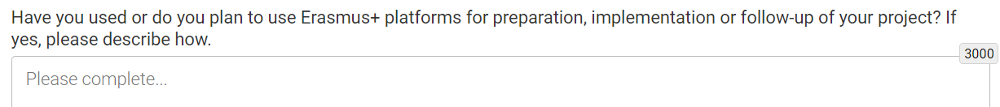 Have you used or do you plan to use Erasmus+ platforms for preparation, implementation or follow-up of your project? If
yes, please describe how.
3000
Please complete...